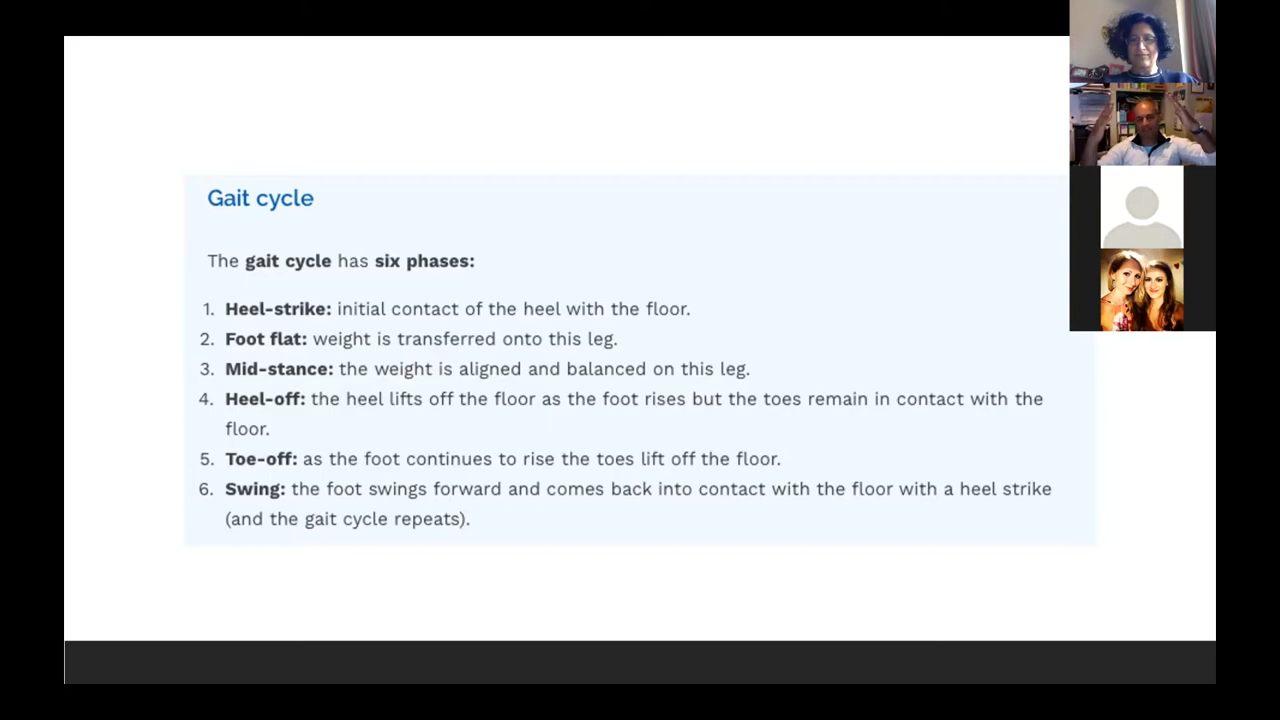 Gait cycle
The gait cycle has six phases:
1. Heel-strike: initial contact of the heel with the floor.
2. Foot flat: weight is transferred onto this leg.
3. Mid-stance: the weight is aligned and balanced on this leg.
4. Heel-off: the heel lifts off the floor as the foot rises but the toes remain in contact with the
floor.
5. Toe-off: as the foot continues to rise the toes lift off the floor.
6. Swing: the foot swings forward and comes back into contact with the floor with a heel strike
(and the gait cycle repeats).